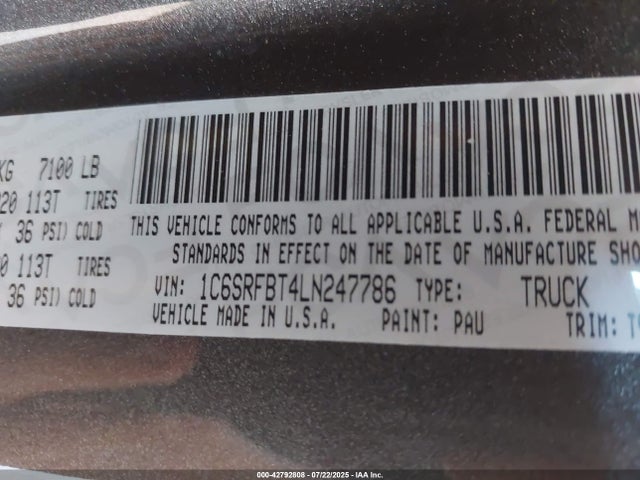 KG 7100 LB
20 113T TIRES
36 PSI) COLD
0 113T TIRES
36 PSI) COLD
THIS VEHICLE CONFORMS TO ALL APPLICABLE U.S.A. FEDERAL M
STANDARDS IN EFFECT ON THE DATE OF MANUFACTURE SHO
VIN: 1C6SRFBT4LN247786 TYPE: TRUCK
VEHICLE MADE IN U.S.A. PAINT: PAU TRIM:
000-42792808 - 07/22/2025 - IAA Inc.